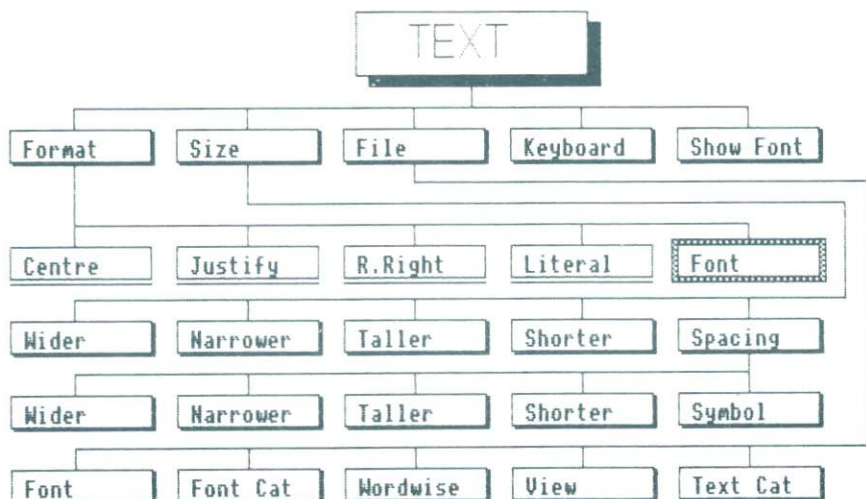 TEXT
Format Size File Keyboard Show Font
Centre Justify R.Right Literal Font
Wider Narrower Taller Shorter Spacing
Wider Narrower Taller Shorter Symbol
Font Font Cat Wordwise View Text Cat